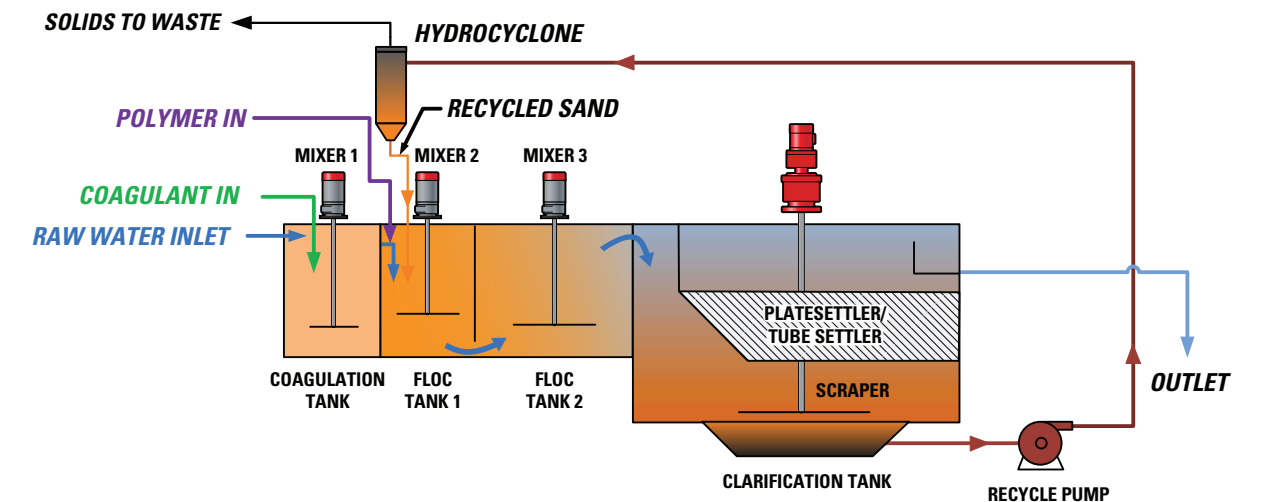 SOLIDS TO WASTE
HYDROCYCLONE
POLYMER IN
RECYCLED SAND
MIXER 1
MIXER 2
MIXER 3
COAGULANT IN
RAW WATER INLET
PLATESETTLER/
TUBE SETTLER
COAGULATION
TANK
FLOC
TANK 1
FLOC
TANK 2
SCRAPER
OUTLET
CLARIFICATION TANK
RECYCLE PUMP